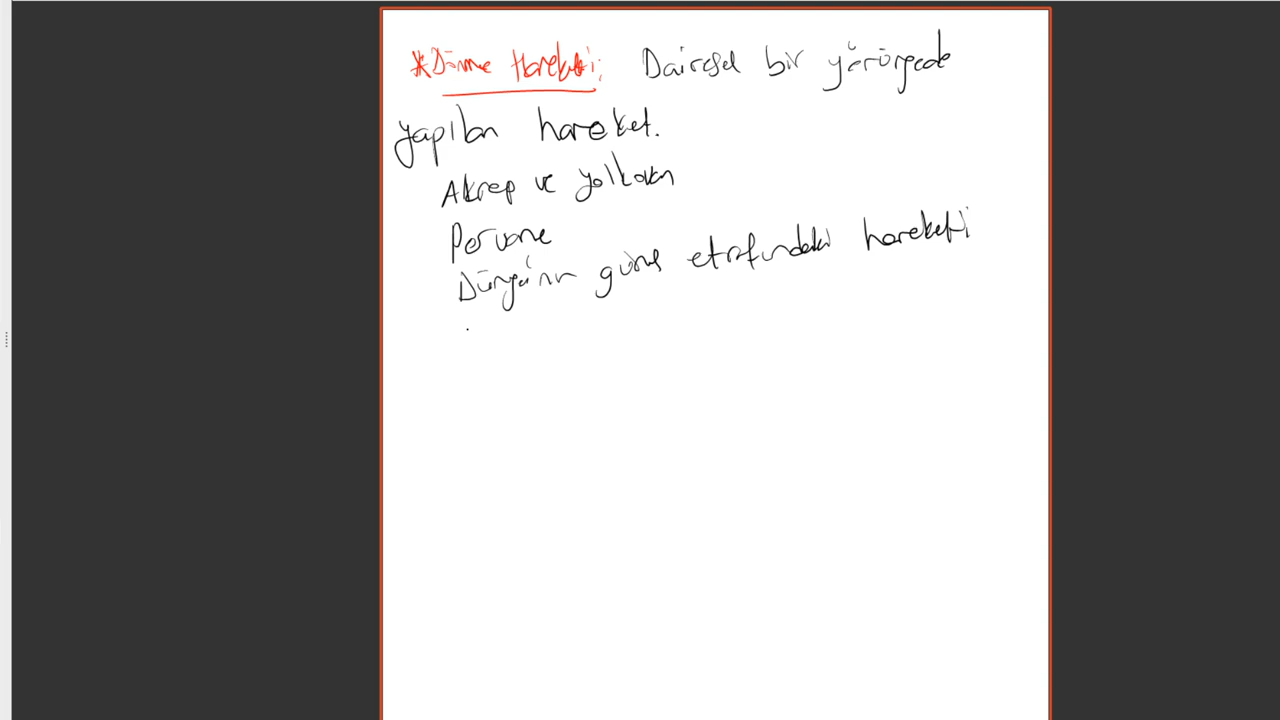 *Dönme Hareketi: Dairesel bir yörüngede
yapılan hareket.
Akrep ve yelkovan
Pervane
Dünya'nın güneş etrafındaki hareketi